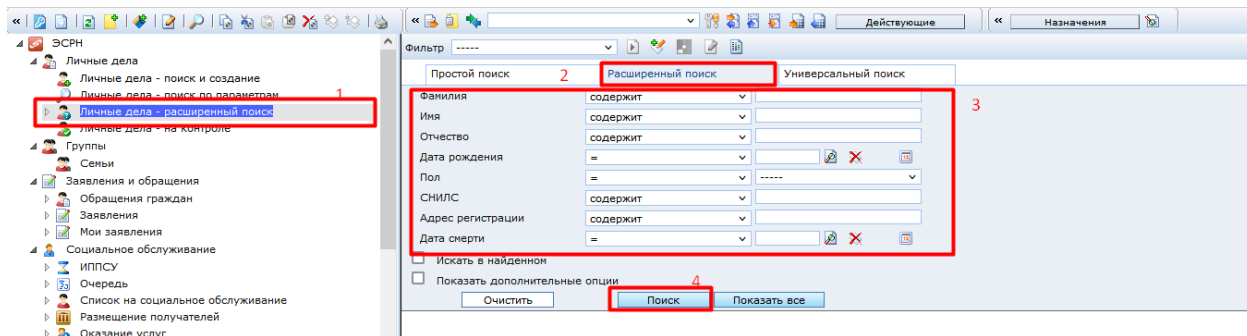 «
«
Действующие
«
Назначения
ЭСРН
Личные дела
Личные дела - поиск и создание
Личные дела - поиск по параметрам
1
Личные дела - расширенный поиск
Личные дела - на контроле
Группы
Семьи
Заявления и обращения
Обращения граждан
Заявления
Мои заявления
Социальное обслуживание
ИППСУ
Очередь
Список на социальное обслуживание
Размещение получателей
Оказание услуг
Фильтр -----
Простой поиск 2 Расширенный поиск Универсальный поиск
3
Фамилия содержит
Имя содержит
Отчество содержит
Дата рождения =
Пол = -----
СНИЛС содержит
Адрес регистрации содержит
Дата смерти =
Искать в найденном
Показать дополнительные опции
4
Очистить Поиск Показать все